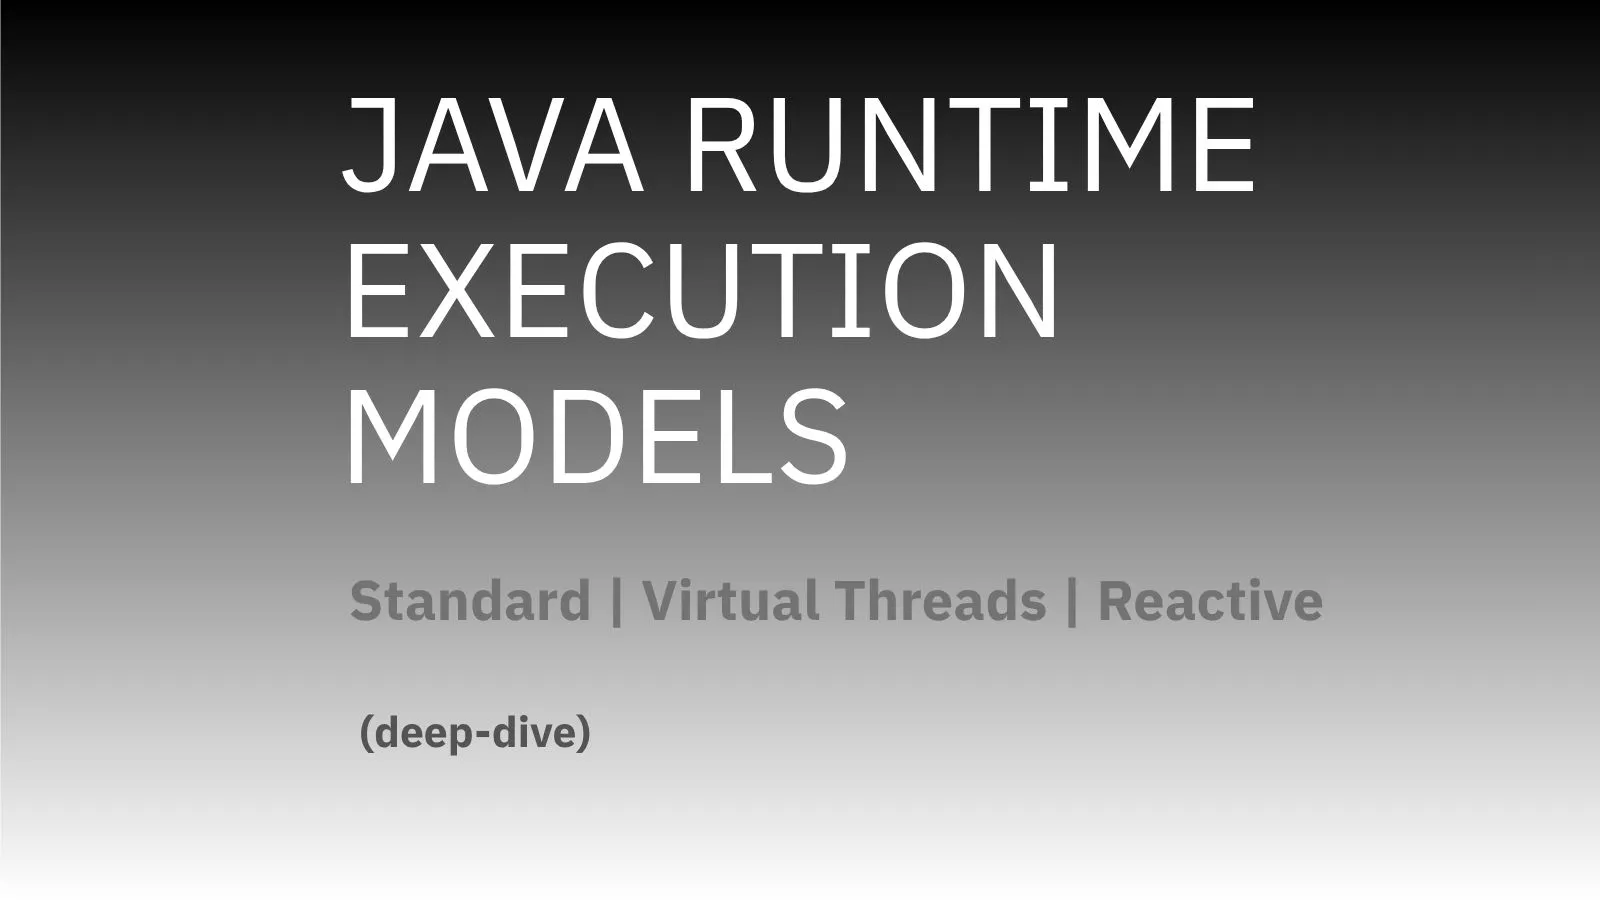 JAVA RUNTIME
EXECUTION
MODELS
Standard | Virtual Threads | Reactive
(deep-dive)